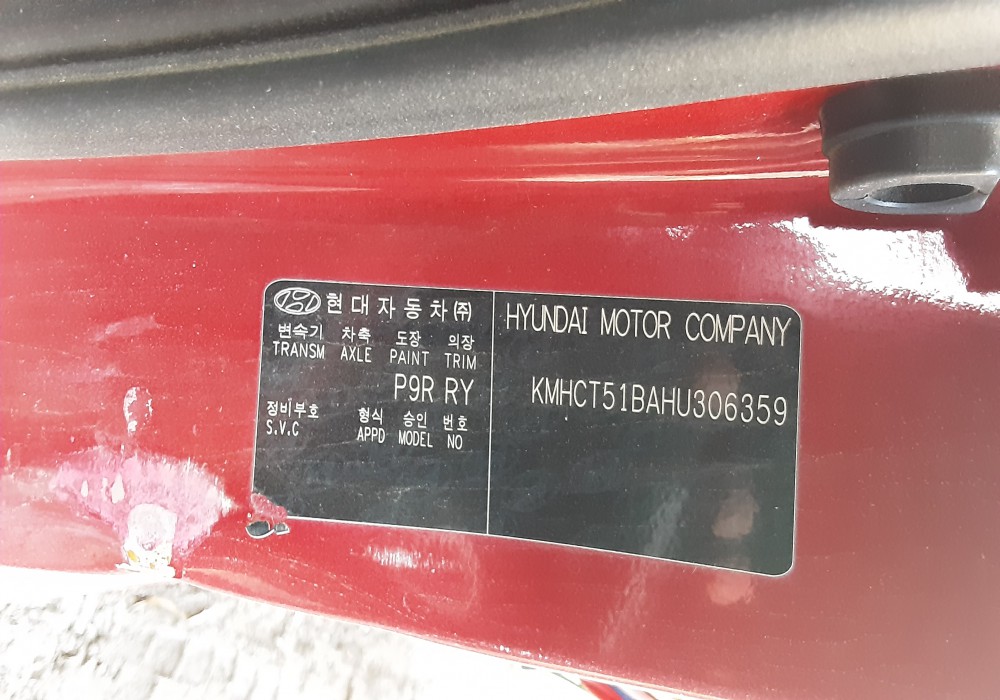 현대자동차(주)
변속기 차축 도장 의장
TRANSM AXLE PAINT TRIM
P9R RY
정비부호 형식 승인 번호
S.V.C APPD MODEL NO
HYUNDAI MOTOR COMPANY
KMHCT51BAHU306359